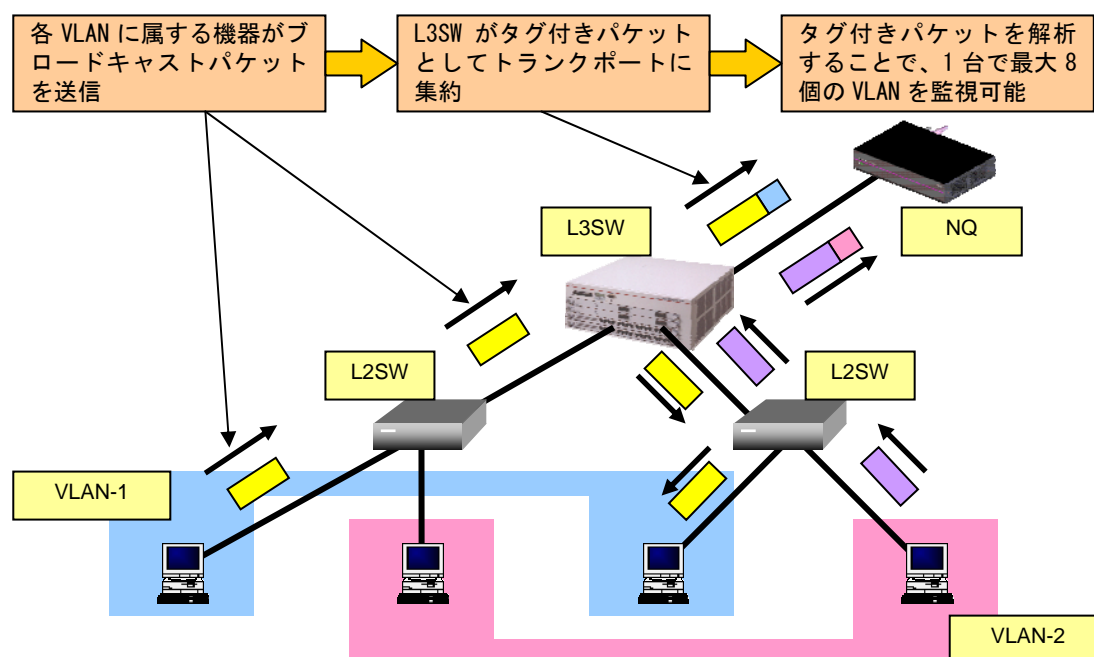 各 VLAN に属する機器がブ
ロードキャストパケット
を送信
L3SW がタグ付きパケット
としてトランクポートに
集約
タグ付きパケットを解析
することで、1 台で最大 8
個の VLAN を監視可能
L3SW
NQ
L2SW
L2SW
VLAN-1
VLAN-2